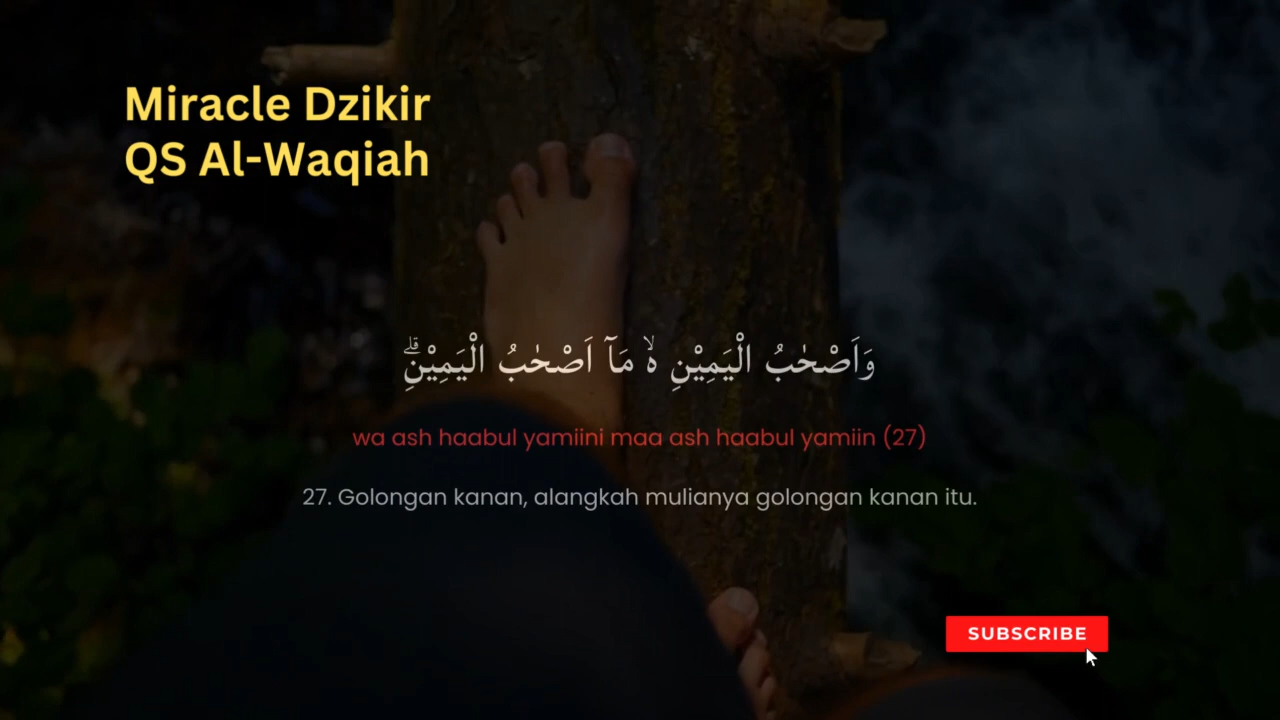 Miracle Dzikir
QS Al-Waqiah
وَاَصْحٰبُ الْيَمِيْنِ ەۙ مَآ اَصْحٰبُ الْيَمِيْنِۗ
wa ash haabul yamiini maa ash haabul yamiin (27)
27. Golongan kanan, alangkah mulianya golongan kanan itu.
SUBSCRIBE